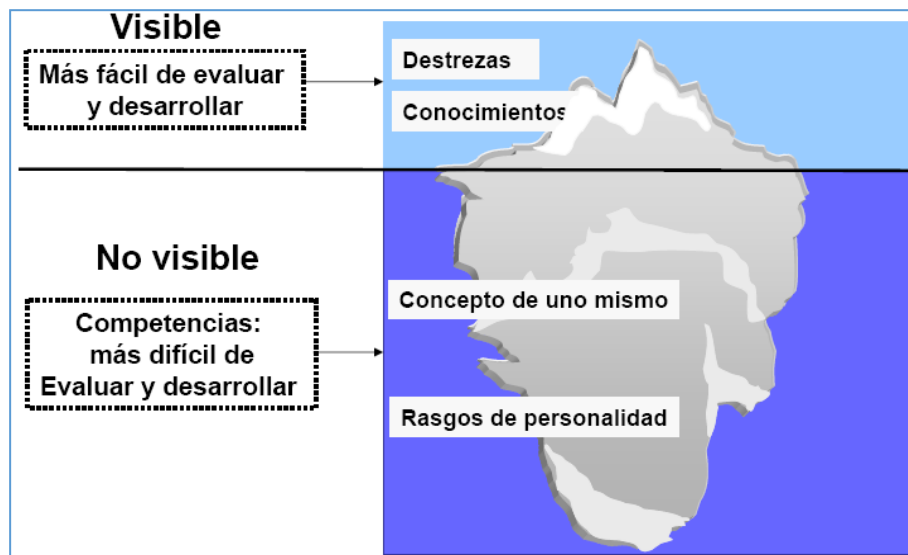 Visible
Más fácil de evaluar
y desarrollar
Destrezas
Conocimientos
No visible
Competencias:
más difícil de
Evaluar y desarrollar
Concepto de uno mismo
Rasgos de personalidad